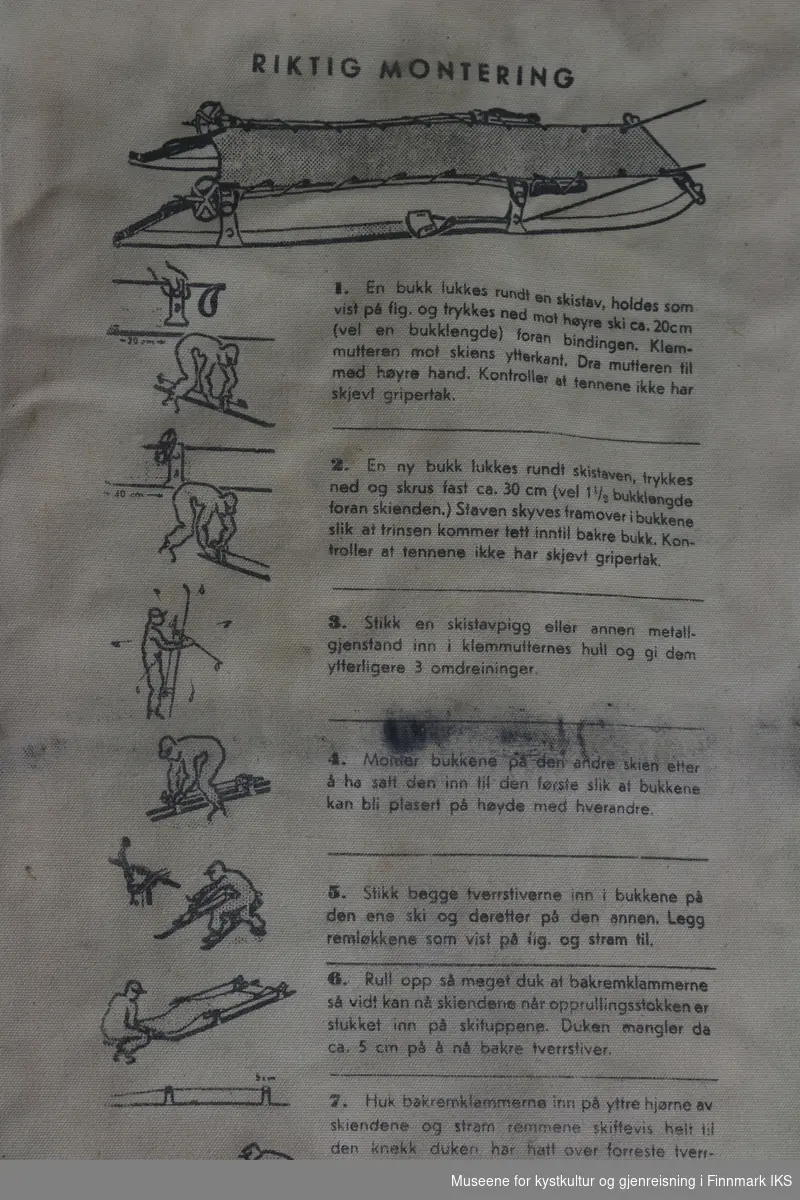 RIKTIG MONTERING
1. En bukk lukkes rundt en skistav, holdes som
vist på fig. og trykkes ned mot høyre ski ca. 20cm
(vel en bukklengde) foran bindingen. Klem-
mutteren mot skiens ytterkant. Dra mutteren til
med høyre hand. Kontroller at tennene ikke har
skjevt gripertak.
~20 cm→
2. En ny bukk lukkes rundt skistaven, trykkes
ned og skrus fast ca. 30 cm (vel 1½ bukklengde
foran skienden.) Staven skyves framover i bukkene
slik at trinsen kommer tett inntil bakre bukk. Kon-
troller at tennene ikke har skjevt gripertak.
3. Stikk en skistavpigg eller annen metall-
gjenstand inn i klemmutternes hull og gi dem
ytterligere 3 omdreininger.
4. Monter bukkene på den andre skien etter
å ha satt den inn til den første slik at bukkene
kan bli plasert på høyde med hverandre.
5. Stikk begge tverrstiverne inn i bukkene på
den ene ski og deretter på den annen. Legg
remløkkene som vist på fig. og stram til.
6. Rull opp så meget duk at bakremklammerne
så vidt kan nå skiendene når opprullingsstokken er
stukket inn på skituppene. Duken mangler da
ca. 5 cm på å nå bakre tverrstiver.
5cm
7. Huk bakremklemmerne inn på yttre hjørne av
skiendene og stram remmene skiftevis helt til
den knekk duken har hatt over forreste tverr-
Museene for kystkultur og gjenreisning i Finnmark IKS